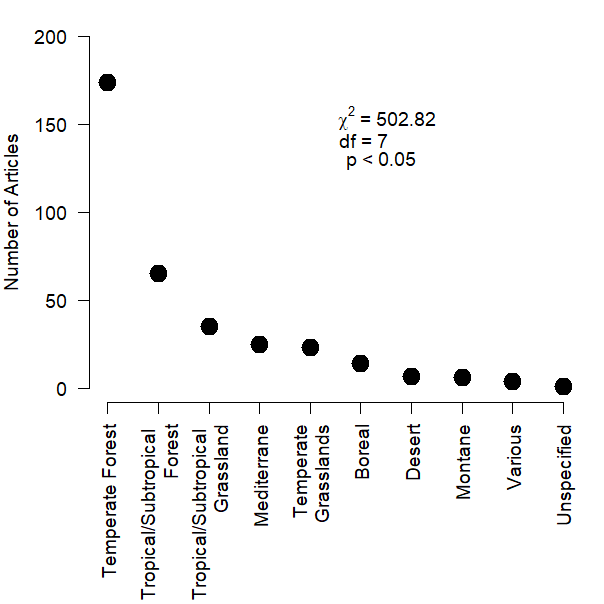 200
150
100
50
0
Number of Articles
χ² = 502.82
df = 7
p < 0.05
Temperate Forest
Tropical/Subtropical
Forest
Tropical/Subtropical
Grassland
Mediterrane
Temperate
Grasslands
Boreal
Desert
Montane
Various
Unspecified